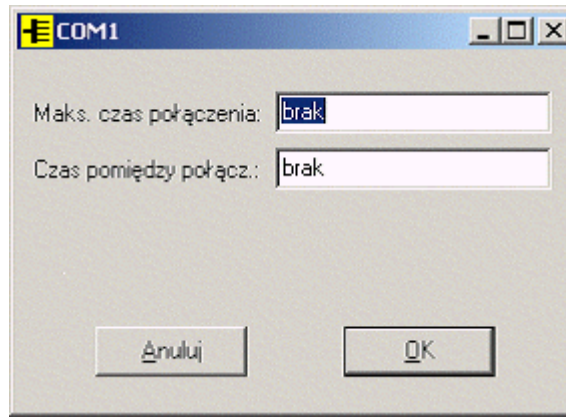 COM1
Maks. czas połączenia: brak
Czas pomiędzy połącz.: brak
Anuluj OK